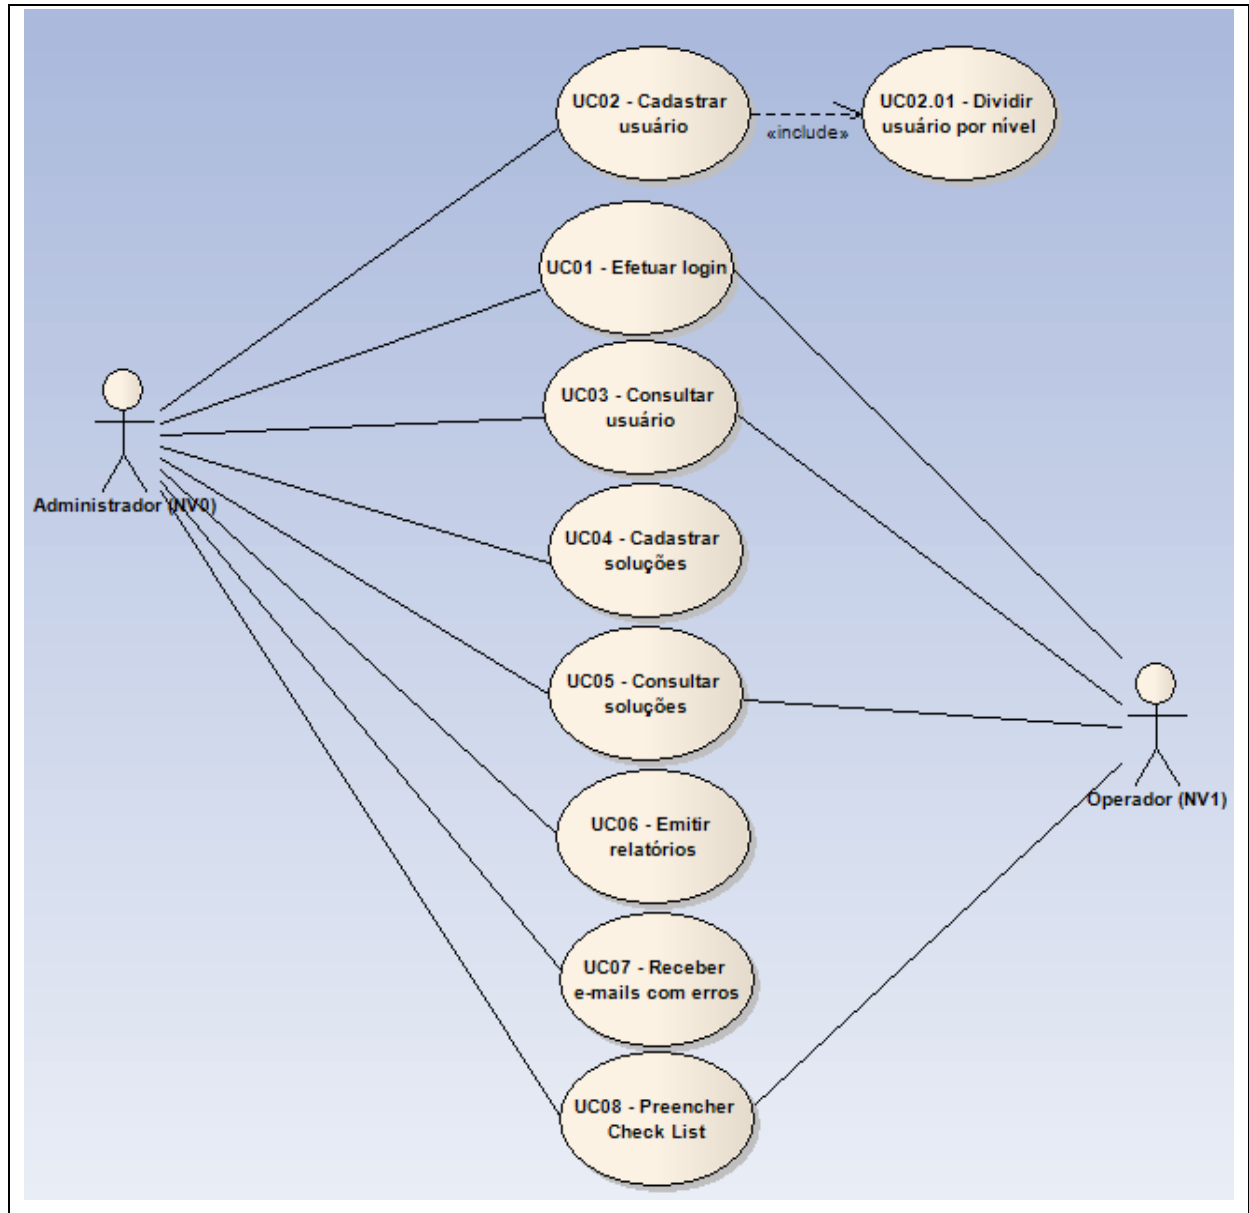 UC02 - Cadastrar
usuário
«include»
UC02.01 - Dividir
usuário por nível
UC01 - Efetuar login
UC03 - Consultar
usuário
Administrador (NV0)
UC04 - Cadastrar
soluções
UC05 - Consultar
soluções
Operador (NV1)
UC06 - Emitir
relatórios
UC07 - Receber
e-mails com erros
UC08 - Preencher
Check List